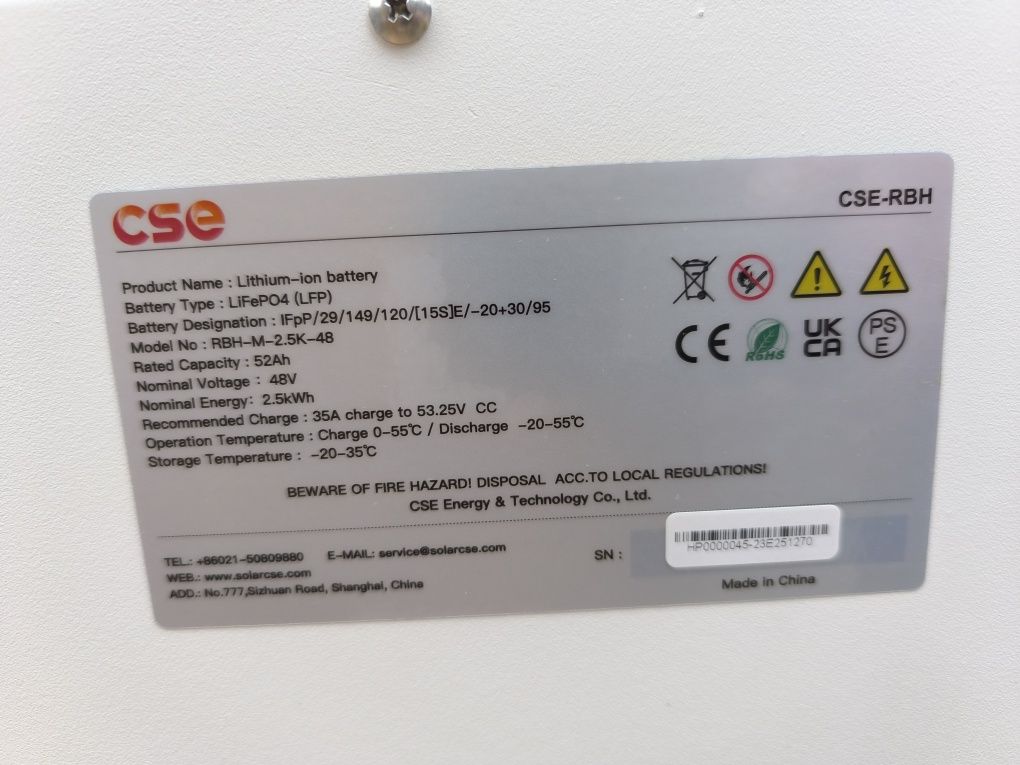 cse
CSE-RBH
Product Name : Lithium-ion battery
Battery Type : LiFePO4 (LFP)
Battery Designation : IFpP/29/149/120/[15S]E/-20+30/95
Model No : RBH-M-2.5K-48
Rated Capacity : 52Ah
Nominal Voltage : 48V
Nominal Energy: 2.5kWh
Recommended Charge : 35A charge to 53.25V CC
Operation Temperature : Charge 0-55℃ / Discharge -20-55℃
Storage Temperature : -20-35℃
CE
RoHS
UK
CA
PS
E
BEWARE OF FIRE HAZARD! DISPOSAL ACC.TO LOCAL REGULATIONS!
CSE Energy & Technology Co., Ltd.
TEL.: +86021-50809880 E-MAIL: service@solarcse.com
WEB.: www.solarcse.com
ADD.: No.777,Sizhuan Road, Shanghai, China
SN :
HP0000045-23E251270
Made in China